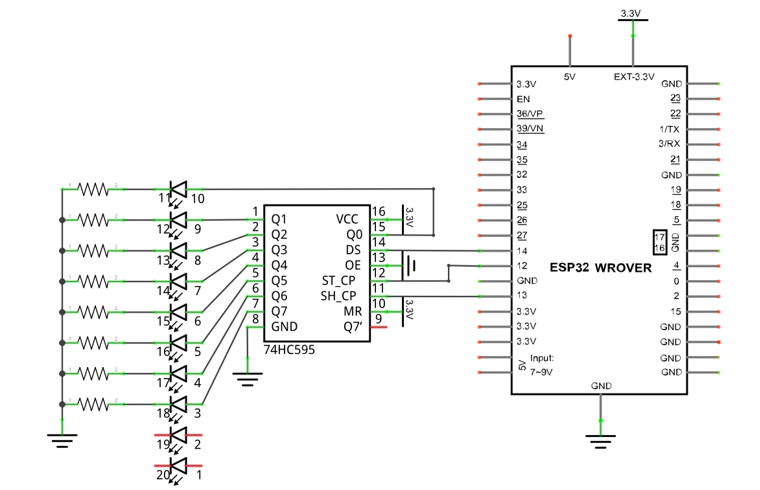 3.3V
5V EXT-3.3V
3.3V GND
EN 23
36/VP 22
39/VN 1/TX
34 3/RX
35 21
32 GND
33 19
25 18
26 5
27 17 16 GND
14
ESP32 WROVER
12 4
GND 0
13 2
3.3V 15
3.3V GND
3.3V GND
5V Input: 7~9V GND
GND
GND
11 10
12 9
13 8
14 7
15 6
16 5
17 4
18 3
19 2
20 1
1 Q1 VCC 16 3.3V
2 Q2 Q0 15
3 Q3 DS 14
4 Q4 OE 13
5 Q5 ST_CP 12
6 Q6 SH_CP 11
7 Q7 MR 10 3.3V
8 GND Q7' 9
74HC595